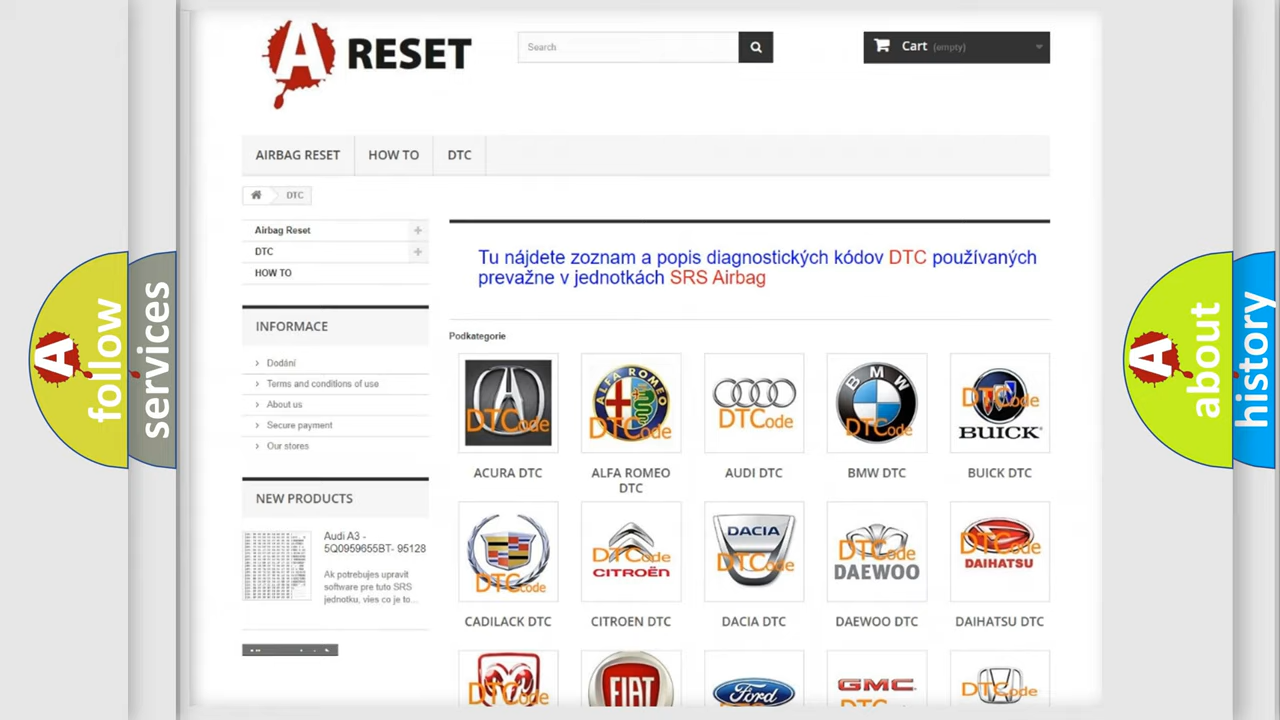 A RESET
Search
Cart (empty)
AIRBAG RESET
HOW TO
DTC
DTC
Airbag Reset
DTC
HOW TO
Tu nájdete zoznam a popis diagnostických kódov DTC používaných
prevažne v jednotkách SRS Airbag
INFORMACE
Podkategorie
Dodání
Terms and conditions of use
About us
Secure payment
Our stores
DTCode
ALFA ROMEO
DTCode
DTCode
BMW
DTCode
DTCode
BUICK
ACURA DTC
ALFA ROMEO
DTC
AUDI DTC
BMW DTC
BUICK DTC
NEW PRODUCTS
Audi A3 -
5Q0959655BT- 95128
Ak potrebujes upravit
software pre tuto SRS
jednotku, vies co je to...
DTCode
DTCode
CITROËN
DACIA
DTCode
DTCode
DAEWOO
DTCode
DAIHATSU
CADILACK DTC
CITROEN DTC
DACIA DTC
DAEWOO DTC
DAIHATSU DTC
DTCode
FIAT
Ford
GMC
DTCode
A
follow
services
A
about
history